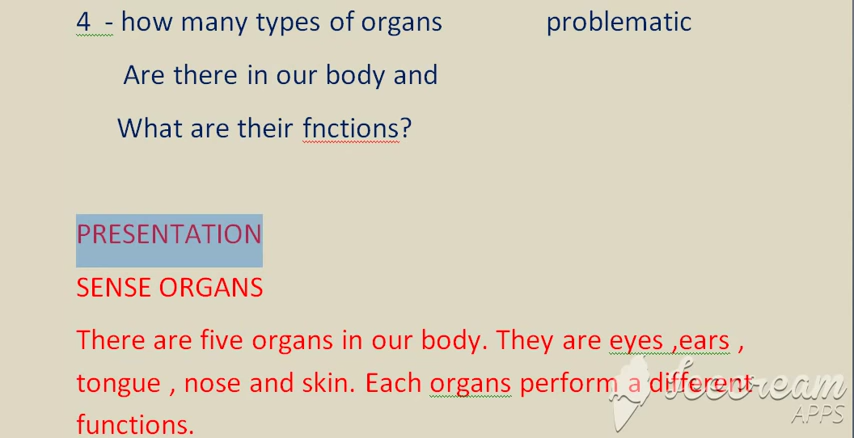 4 - how many types of organs problematic
Are there in our body and
What are their fnctions?
PRESENTATION
SENSE ORGANS
There are five organs in our body. They are eyes ,ears ,
tongue , nose and skin. Each organs perform a different
functions.
Icecream
APPS